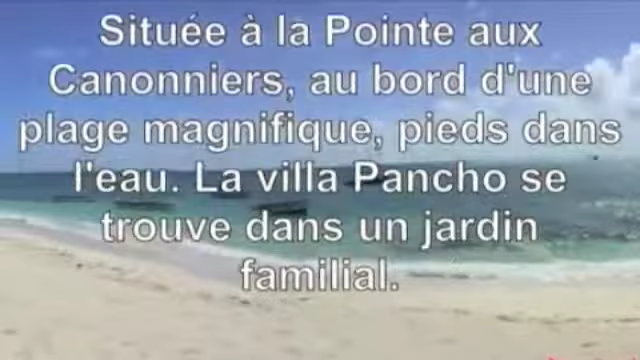 Située à la Pointe aux
Canonniers, au bord d'une
plage magnifique, pieds dans
l'eau. La villa Pancho se
trouve dans un jardin
familial.